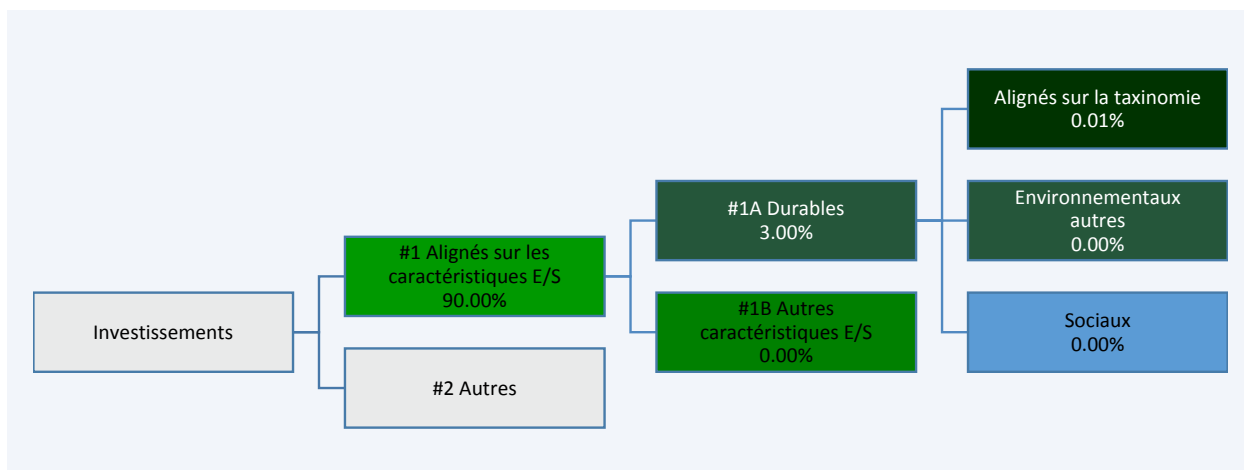 Investissements
#1 Alignés sur les
caractéristiques E/S
90.00%
#2 Autres
#1A Durables
3.00%
#1B Autres
caractéristiques E/S
0.00%
Alignés sur la taxinomie
0.01%
Environnementaux
autres
0.00%
Sociaux
0.00%